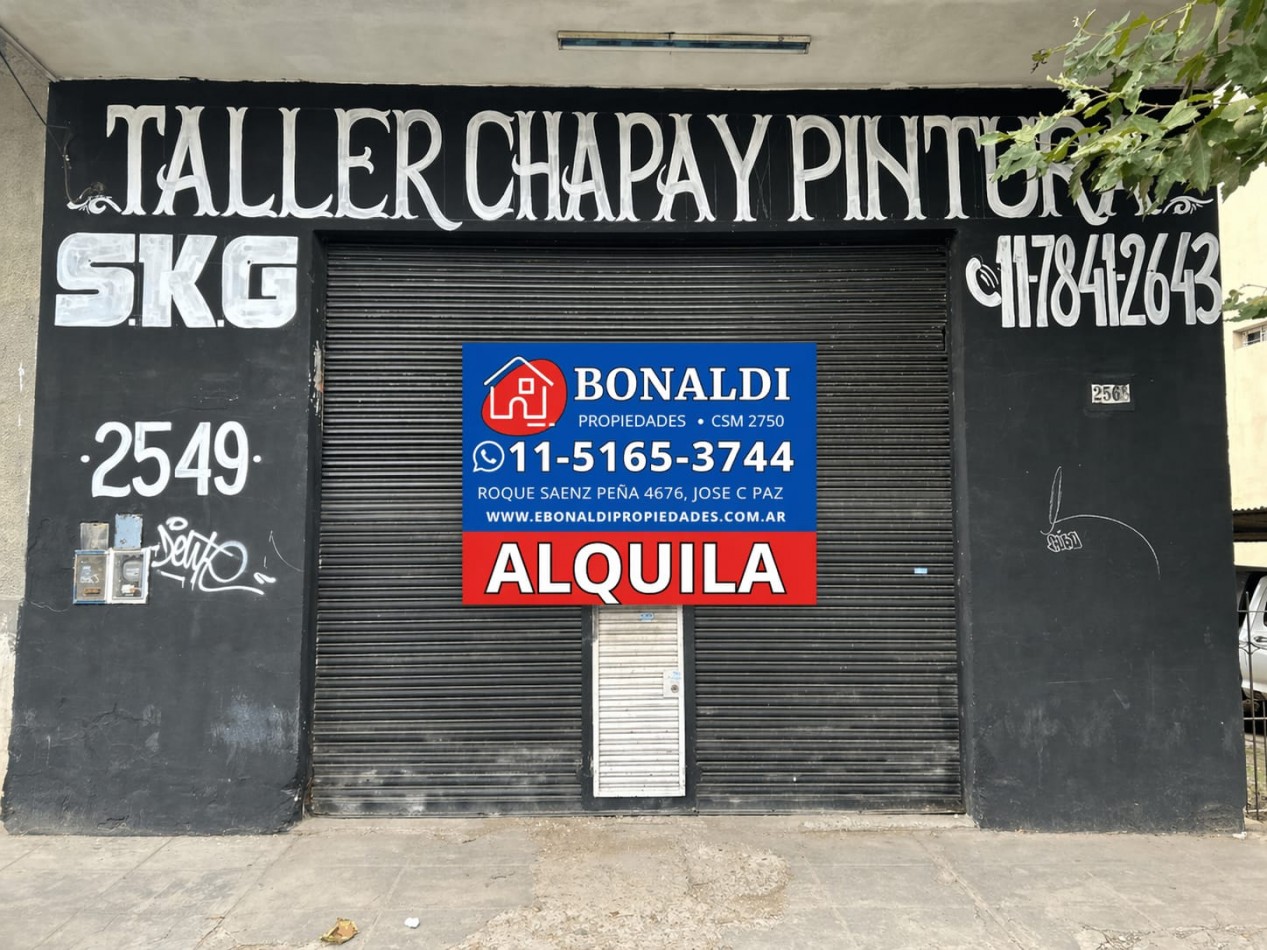 TALLER CHAPA Y PINTURA
S.K.G
11-7841-2643
2549
BONALDI
PROPIEDADES • CSM 2750
11-5165-3744
ROQUE SAENZ PEÑA 4676, JOSE C PAZ
WWW.EBONALDIPROPIEDADES.COM.AR
ALQUILA